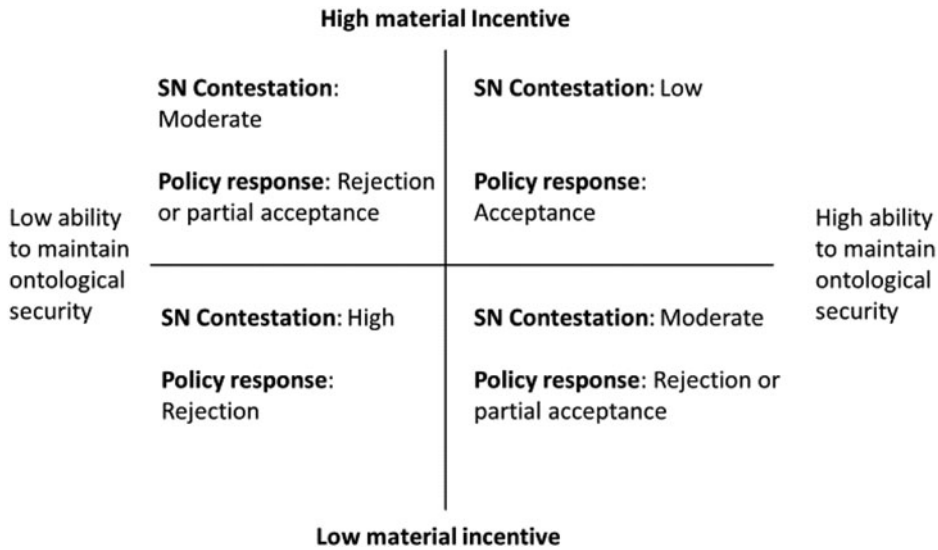 High material Incentive
SN Contestation:
Moderate
Policy response: Rejection
or partial acceptance
SN Contestation: Low
Policy response:
Acceptance
Low ability
to maintain
ontological
security
High ability
to maintain
ontological
security
SN Contestation: High
Policy response:
Rejection
SN Contestation: Moderate
Policy response: Rejection or
partial acceptance
Low material incentive